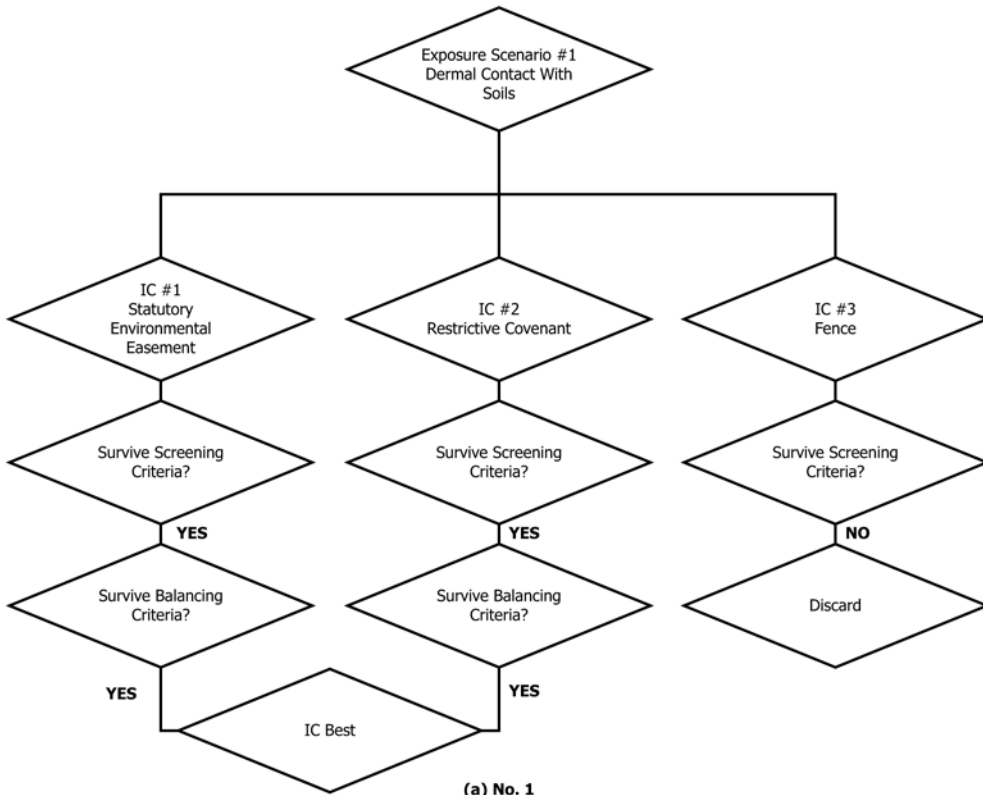 Exposure Scenario #1
Dermal Contact With
Soils
IC #1
Statutory
Environmental
Easement
IC #2
Restrictive Covenant
IC #3
Fence
Survive Screening
Criteria?
Survive Screening
Criteria?
Survive Screening
Criteria?
YES
YES
NO
Survive Balancing
Criteria?
Survive Balancing
Criteria?
Discard
YES
YES
IC Best
(a) No. 1